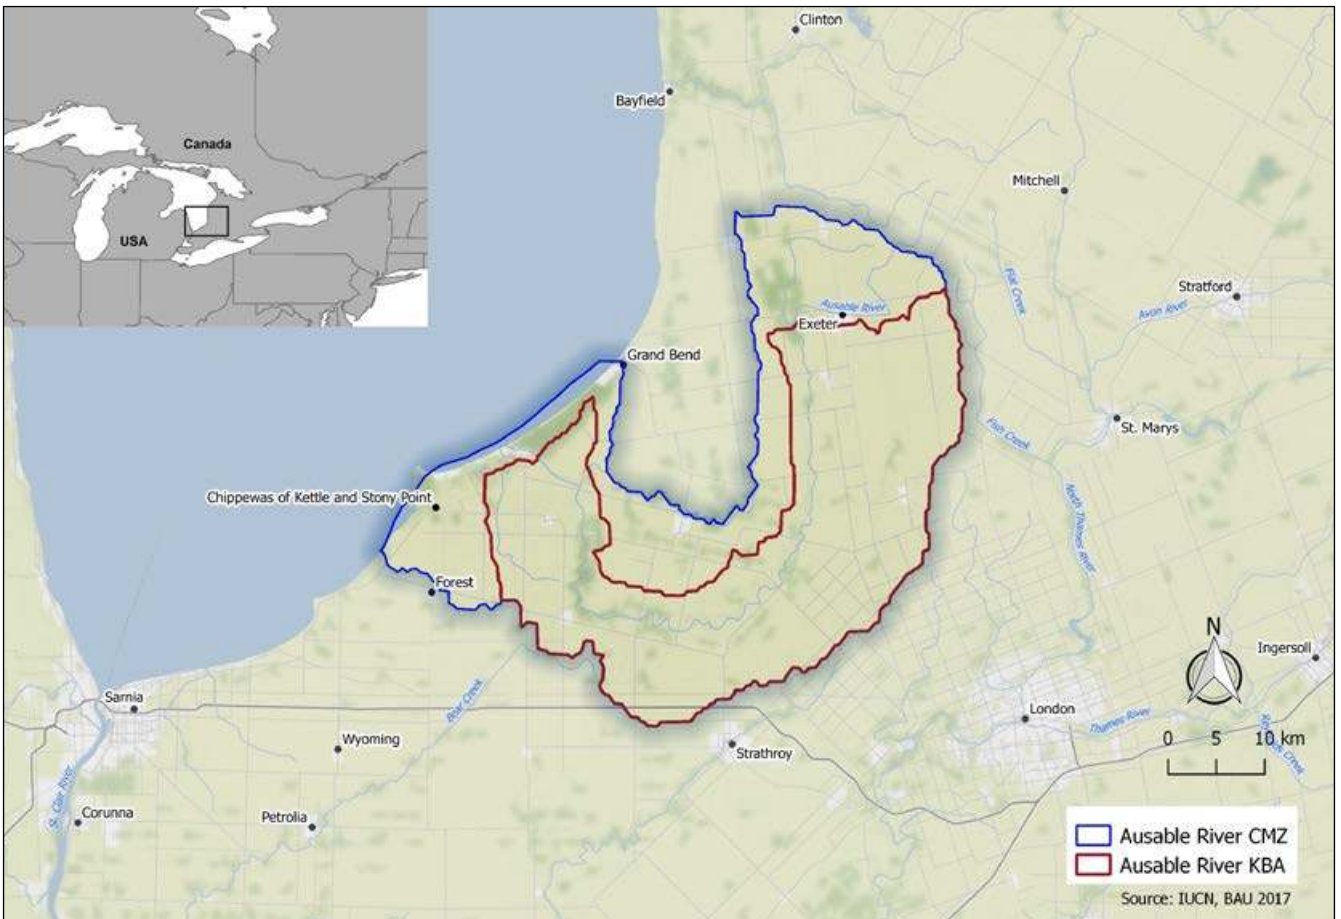 Clinton
Bayfield
Canada
USA
Mitchell
Flat Creek
Stratford
Avon River
Ausable River
Exeter
Grand Bend
St. Marys
Fish Creek
Chippewas of Kettle and Stony Point
North Thames River
Forest
N
Ingersoll
Sarnia
Bear Creek
London
Thames River
0 5 10 km
Wyoming
Strathroy
St. Clair River
Corunna
Petrolia
Ausable River CMZ
Ausable River KBA
Source: IUCN, BAU 2017